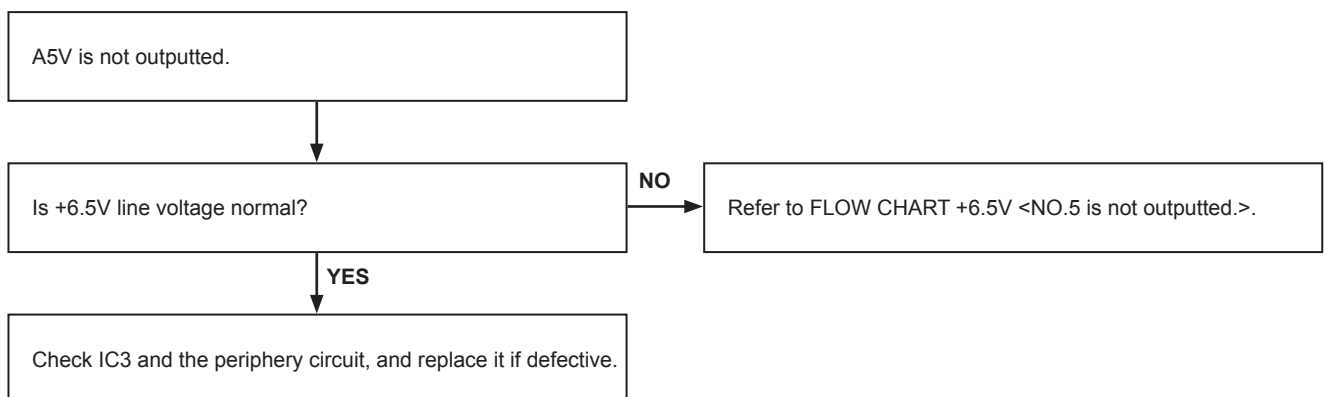 A5V is not outputted.
Is +6.5V line voltage normal?
NO
Refer to FLOW CHART +6.5V <NO.5 is not outputted.>.
YES
Check IC3 and the periphery circuit, and replace it if defective.